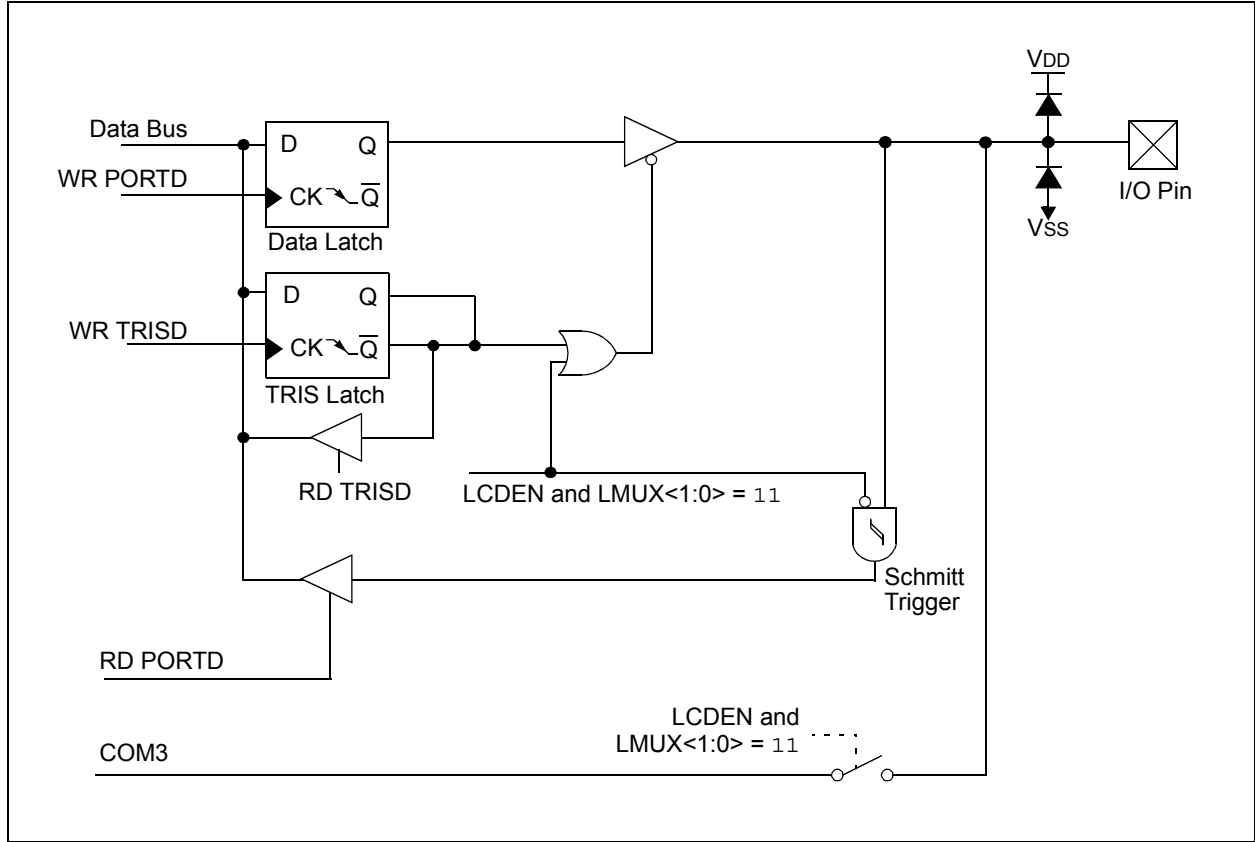 VDD
Data Bus
D Q
WR PORTD
CK Q̅
I/O Pin
VSS
Data Latch
D Q
WR TRISD
CK Q̅
TRIS Latch
RD TRISD
LCDEN and LMUX<1:0> = 11
Schmitt
Trigger
RD PORTD
LCDEN and
LMUX<1:0> = 11
COM3